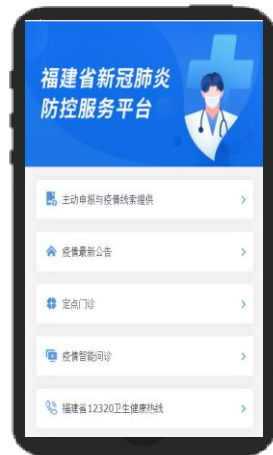 福建省新冠肺炎
防控服务平台
主动申报与疫情线索提供
疫情最新公告
定点门诊
疫情智能问诊
福建省12320卫生健康热线